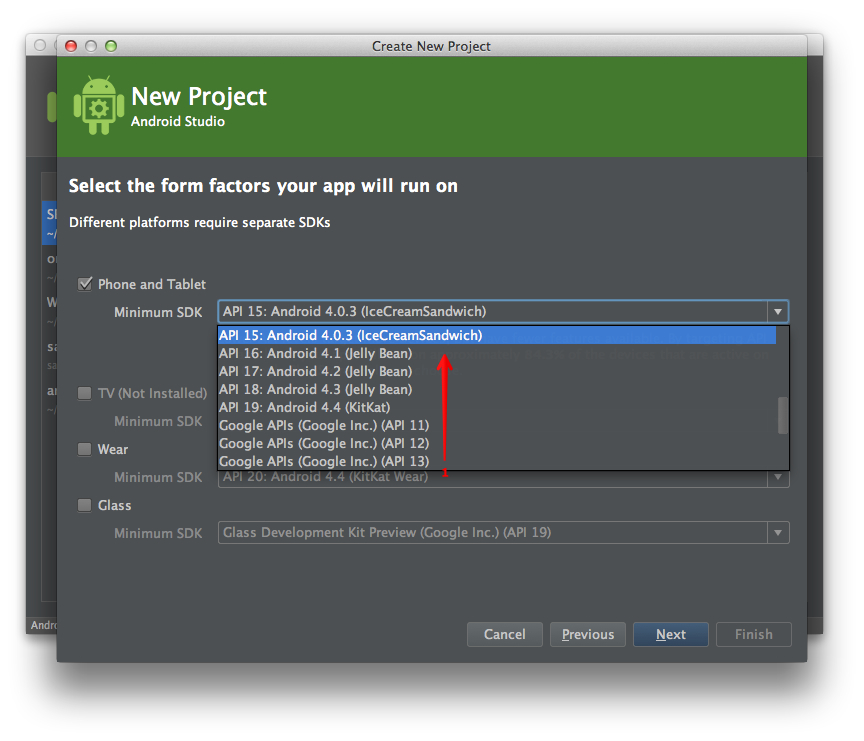 Create New Project
New Project
Android Studio
Select the form factors your app will run on
Different platforms require separate SDKs
Phone and Tablet
Minimum SDK API 15: Android 4.0.3 (IceCreamSandwich)
API 15: Android 4.0.3 (IceCreamSandwich)
API 16: Android 4.1 (Jelly Bean)
API 17: Android 4.2 (Jelly Bean)
API 18: Android 4.3 (Jelly Bean)
API 19: Android 4.4 (KitKat)
Google APIs (Google Inc.) (API 11)
Google APIs (Google Inc.) (API 12)
Google APIs (Google Inc.) (API 13)
TV (Not Installed)
Minimum SDK
Wear
Minimum SDK API 20: Android 4.4 (KitKat Wear)
Glass
Minimum SDK Glass Development Kit Preview (Google Inc.) (API 19)
Cancel Previous Next Finish